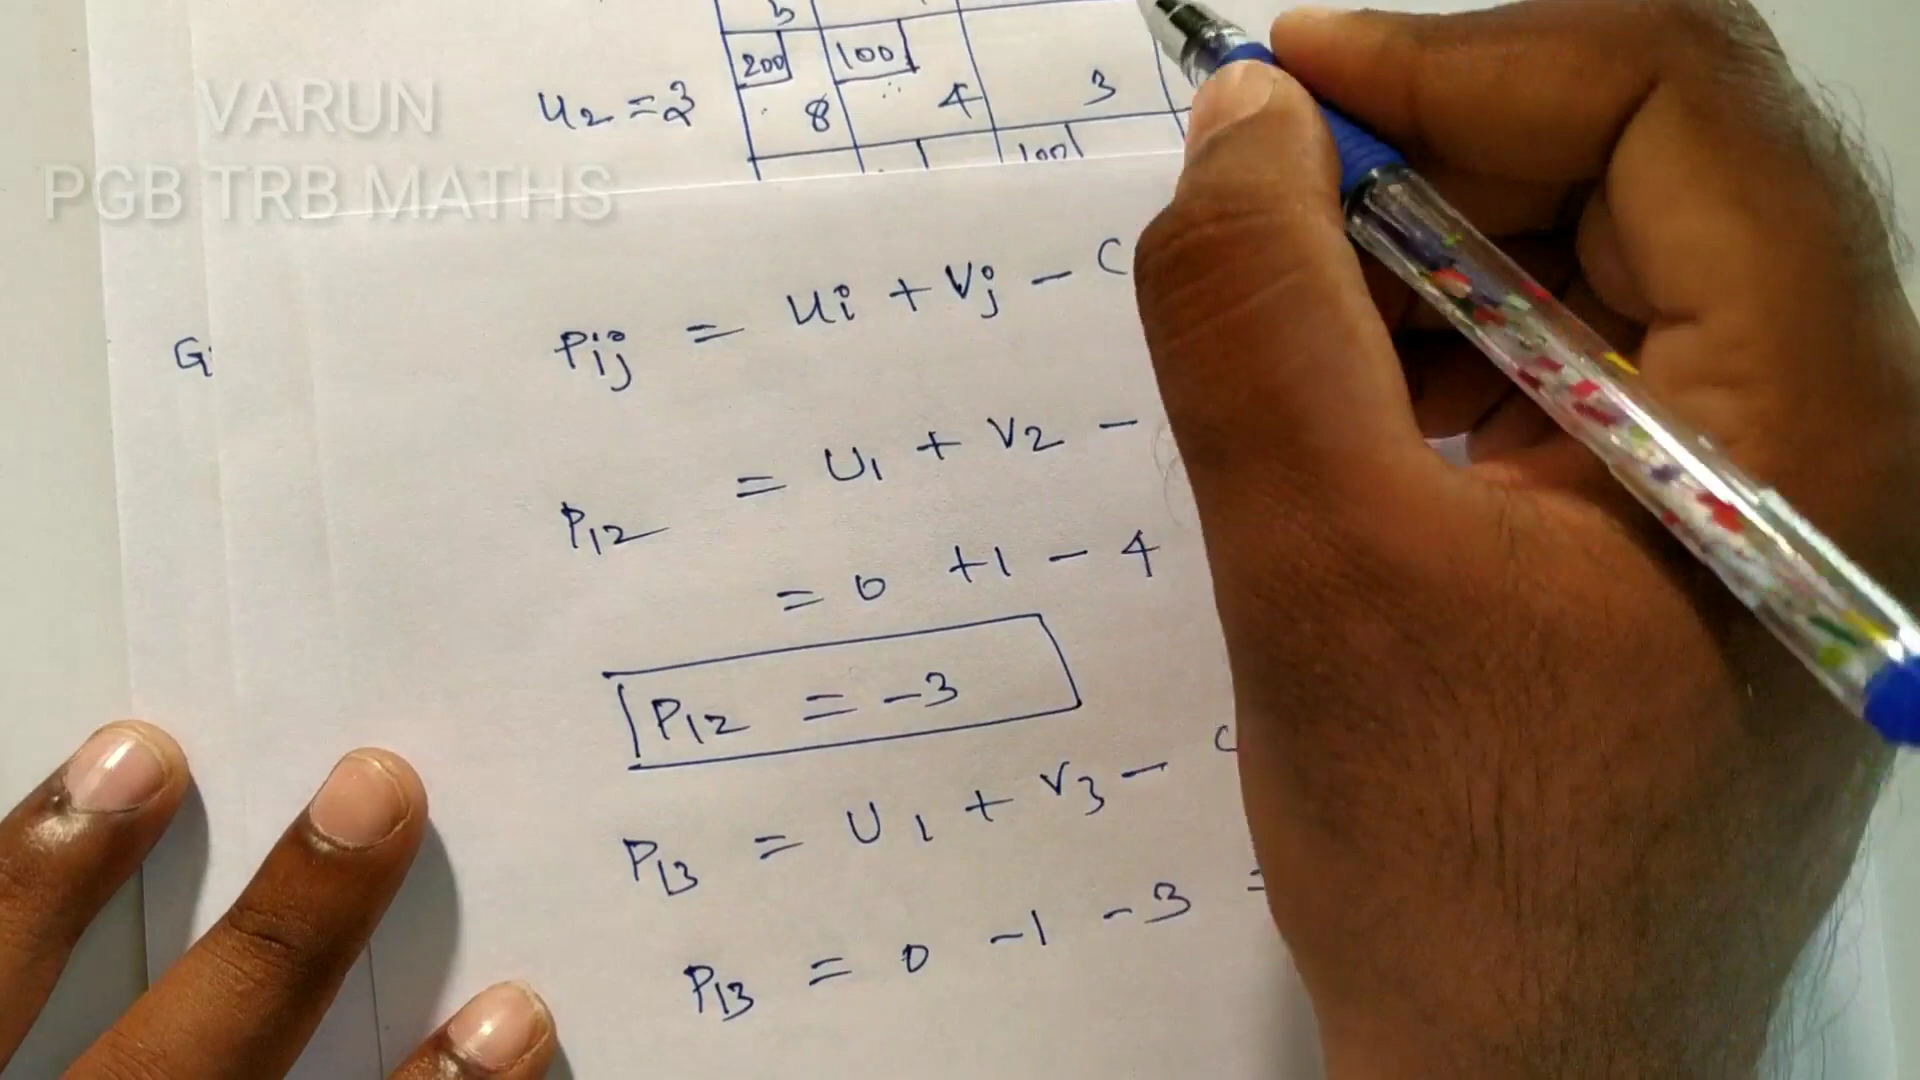 VARUN
PGB TRB MATHS
5
200 100
u2 = 3 8 4 3
100
G
Pij = ui + vj - C
P12 = U1 + V2 -
= 0 +1 - 4
P12 = -3
P13 = U1 + V3 - C
P13 = 0 -1 -3 =